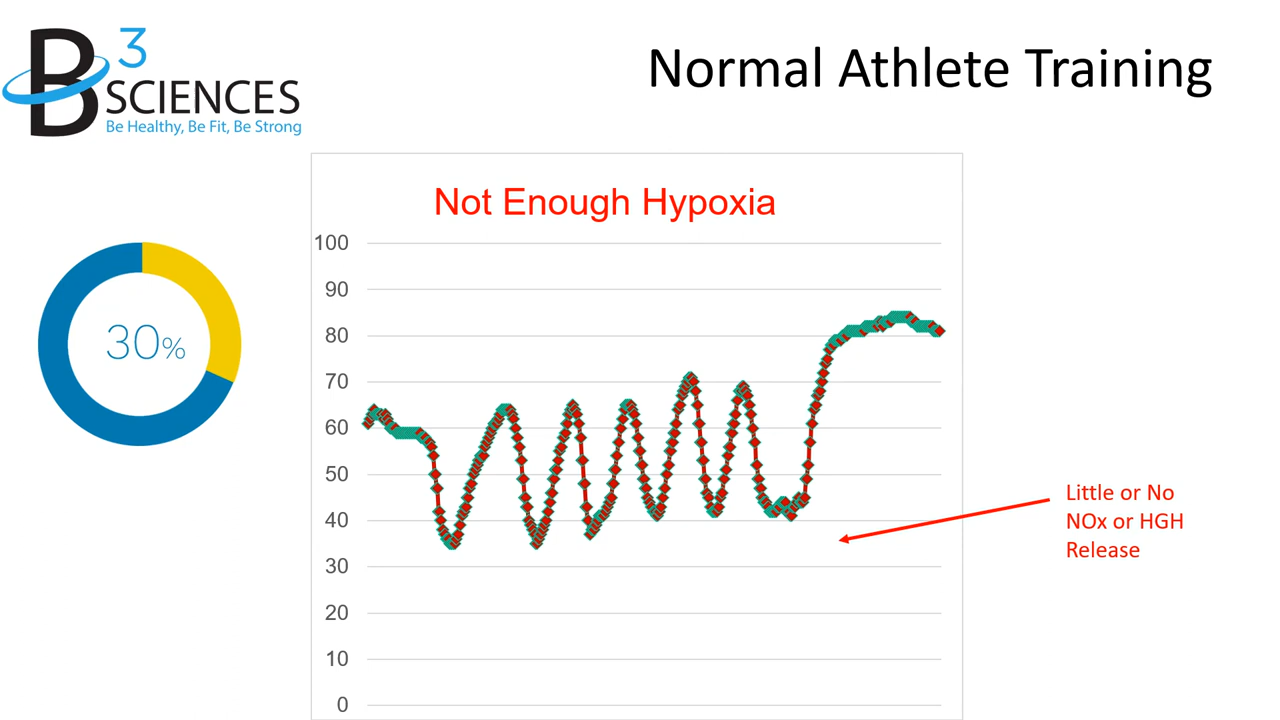 B3
SCIENCES
Be Healthy, Be Fit, Be Strong
Normal Athlete Training
Not Enough Hypoxia
30%
100
90
80
70
60
50
40
30
20
10
0
Little or No
NOx or HGH
Release